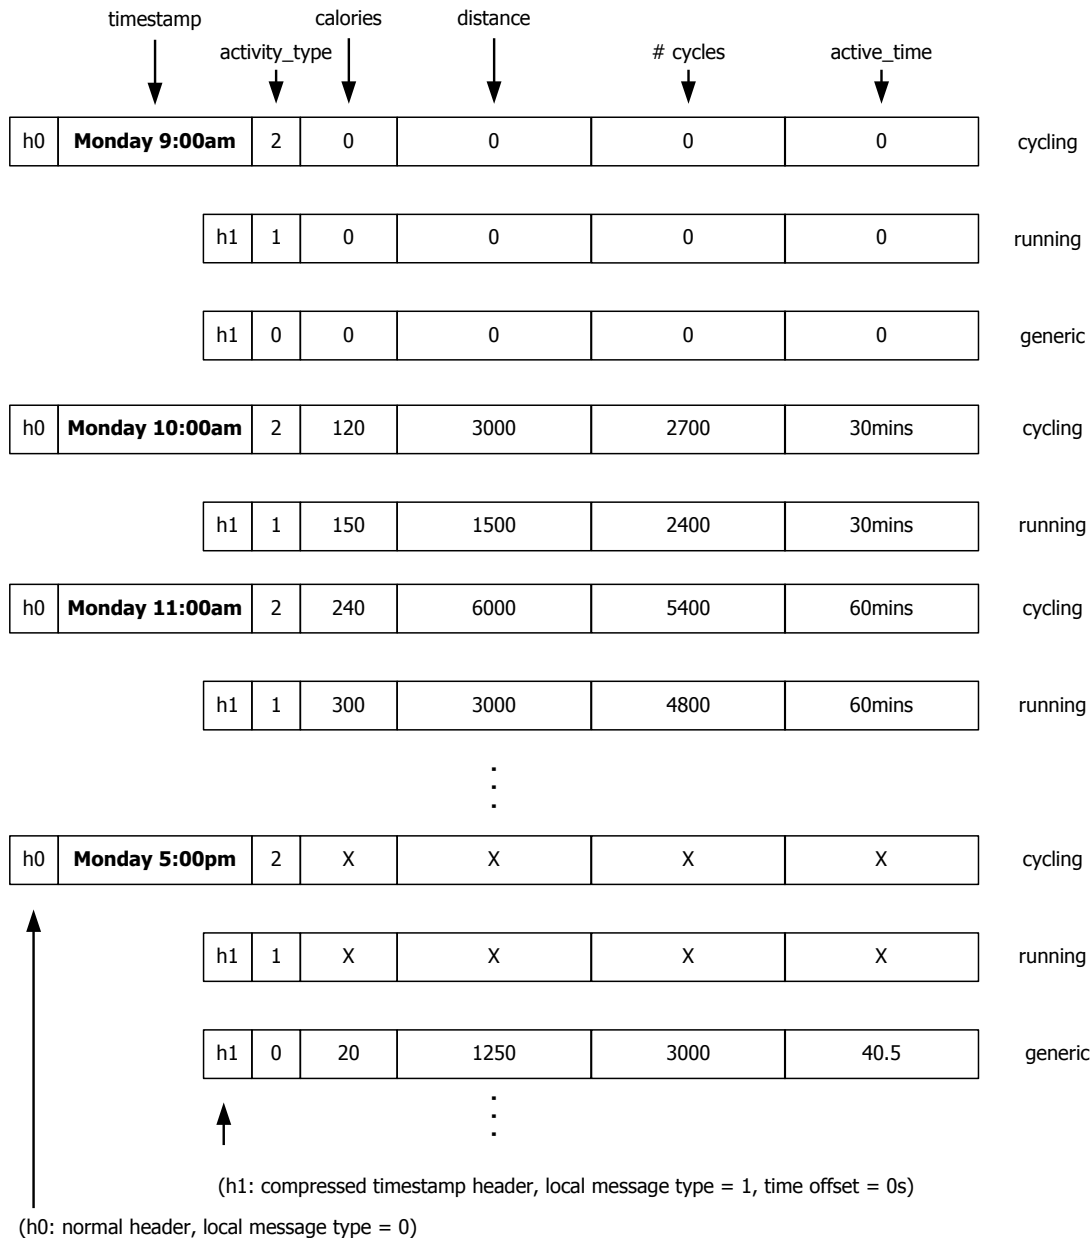 timestamp calories distance
activity_type # cycles active_time
h0 Monday 9:00am 2 0 0 0 0 cycling
h1 1 0 0 0 0 running
h1 0 0 0 0 0 generic
h0 Monday 10:00am 2 120 3000 2700 30mins cycling
h1 1 150 1500 2400 30mins running
h0 Monday 11:00am 2 240 6000 5400 60mins cycling
h1 1 300 3000 4800 60mins running
h0 Monday 5:00pm 2 X X X X cycling
h1 1 X X X X running
h1 0 20 1250 3000 40.5 generic
(h1: compressed timestamp header, local message type = 1, time offset = 0s)
(h0: normal header, local message type = 0)